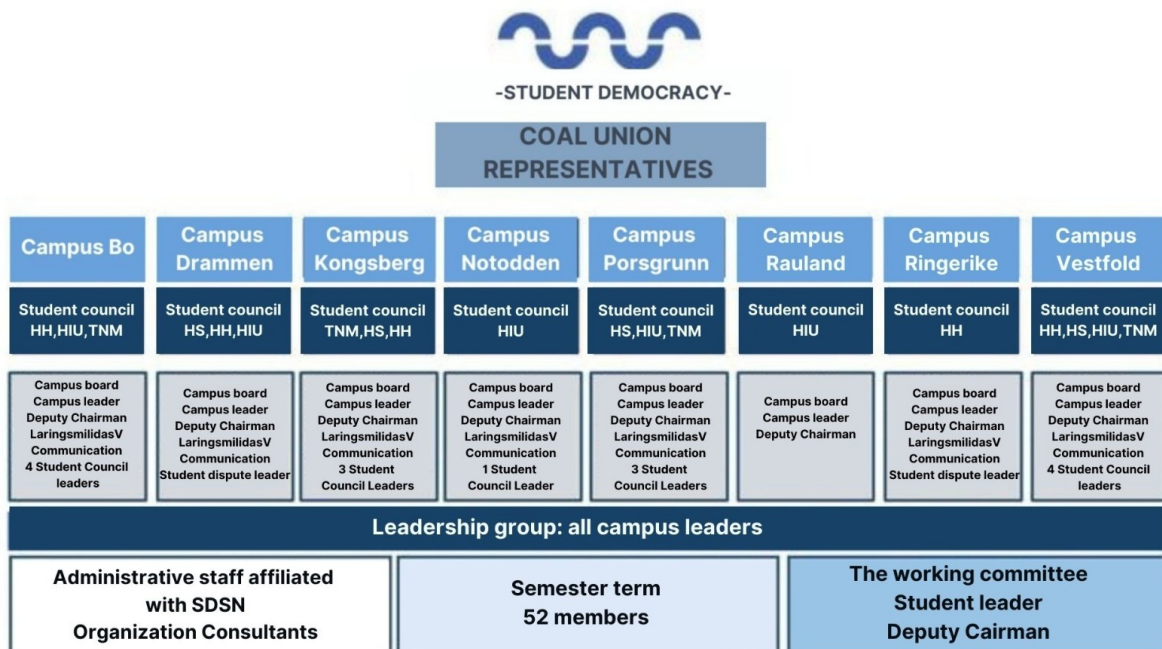 -STUDENT DEMOCRACY-
COAL UNION
REPRESENTATIVES
Campus Bo
Student council
HH,HIU,TNM
Campus board
Campus leader
Deputy Chairman
LaringsmilidasV
Communication
4 Student Council
leaders
Campus
Drammen
Student council
HS,HH,HIU
Campus board
Campus leader
Deputy Chairman
LaringsmilidasV
Communication
Student dispute leader
Campus
Kongsberg
Student council
TNM,HS,HH
Campus board
Campus leader
Deputy Chairman
LaringsmilidasV
Communication
3 Student
Council Leaders
Campus
Notodden
Student council
HIU
Campus board
Campus leader
Deputy Chairman
LaringsmilidasV
Communication
1 Student
Council Leader
Campus
Porsgrunn
Student council
HS,HIU,TNM
Campus board
Campus leader
Deputy Chairman
LaringsmilidasV
Communication
3 Student
Council Leaders
Campus
Rauland
Student council
HIU
Campus board
Campus leader
Deputy Chairman
Campus
Ringerike
Student council
HH
Campus board
Campus leader
Deputy Chairman
LaringsmilidasV
Communication
Student dispute leader
Campus
Vestfold
Student council
HH,HS,HIU,TNM
Campus board
Campus leader
Deputy Chairman
LaringsmilidasV
Communication
4 Student Council
leaders
Leadership group: all campus leaders
Administrative staff affiliated
with SDSN
Organization Consultants
Semester term
52 members
The working committee
Student leader
Deputy Cairman